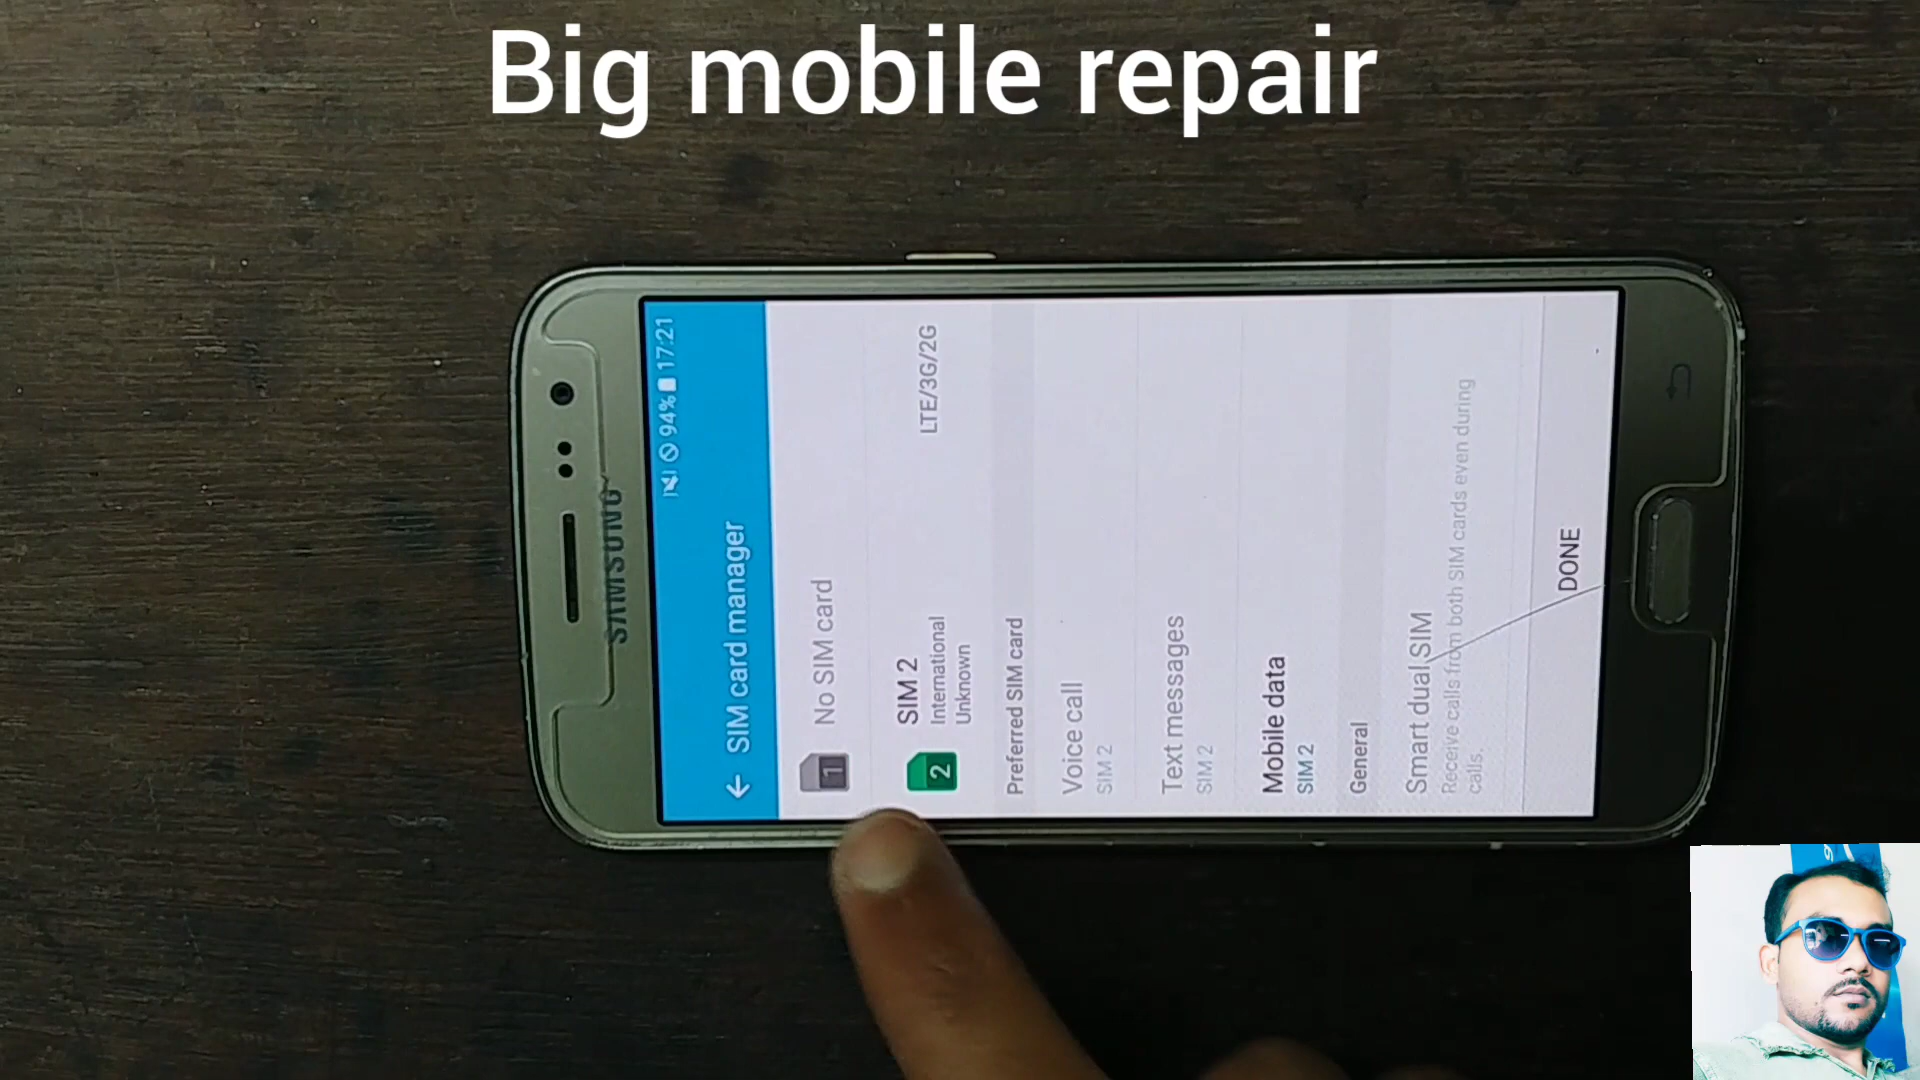 Big mobile repair
SAMSUNG
94% 17:21
SIM card manager
1
No SIM card
2
SIM 2
LTE/3G/2G
International
Unknown
Preferred SIM card
Voice call
SIM 2
Text messages
SIM 2
Mobile data
SIM 2
General
Smart dual SIM
Receive calls from both SIM cards even during
calls.
DONE